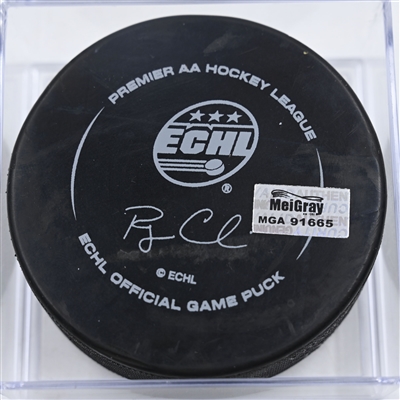 PREMIER AA HOCKEY LEAGUE
ECHL
®
MeiGray
MGA 91665
© ECHL
ECHL OFFICIAL GAME PUCK